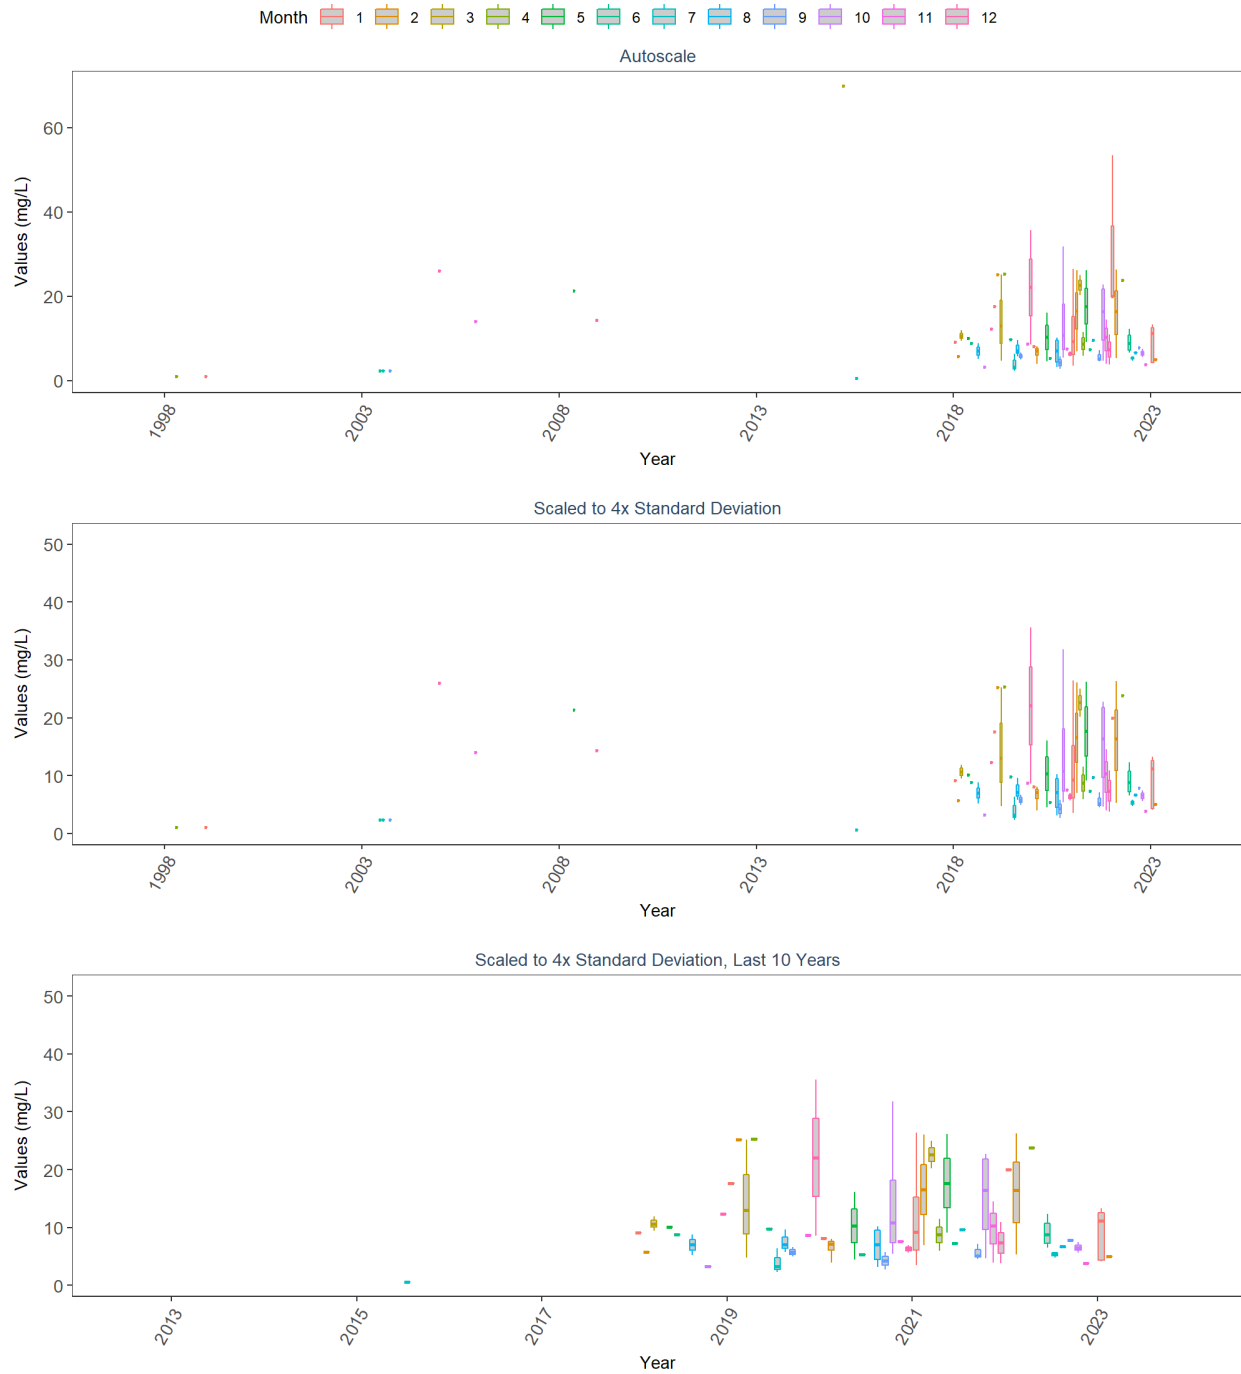 Month 1 2 3 4 5 6 7 8 9 10 11 12
Autoscale
Values (mg/L)
60
40
20
0
1998 2003 2008 2013 2018 2023
Year
Scaled to 4x Standard Deviation
Values (mg/L)
50
40
30
20
10
0
1998 2003 2008 2013 2018 2023
Year
Scaled to 4x Standard Deviation, Last 10 Years
Values (mg/L)
50
40
30
20
10
0
2013 2015 2017 2019 2021 2023
Year